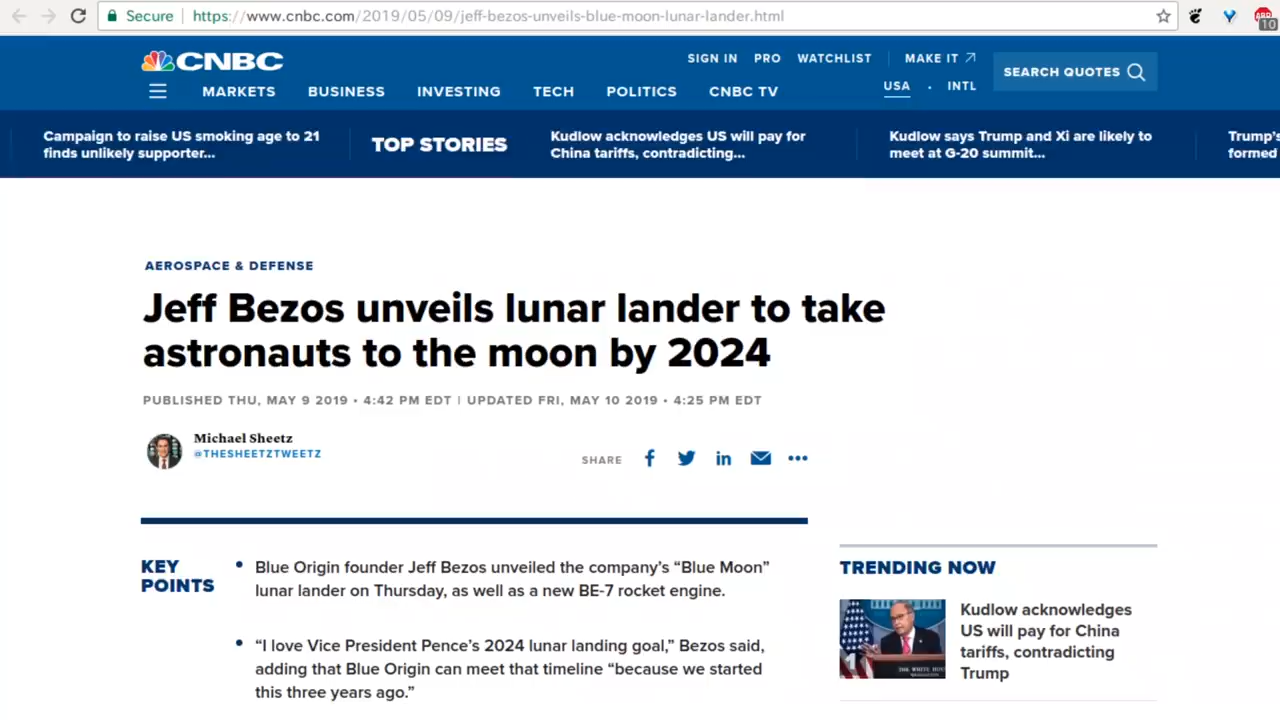 Secure https://www.cnbc.com/2019/05/09/jeff-bezos-unveils-blue-moon-lunar-lander.html
10
CNBC
SIGN IN PRO WATCHLIST MAKE IT
SEARCH QUOTES
USA · INTL
MARKETS BUSINESS INVESTING TECH POLITICS CNBC TV
Campaign to raise US smoking age to 21
finds unlikely supporter...
TOP STORIES
Kudlow acknowledges US will pay for
China tariffs, contradicting...
Kudlow says Trump and Xi are likely to
meet at G-20 summit...
Trump's
formed
AEROSPACE & DEFENSE
Jeff Bezos unveils lunar lander to take
astronauts to the moon by 2024
PUBLISHED THU, MAY 9 2019 • 4:42 PM EDT | UPDATED FRI, MAY 10 2019 • 4:25 PM EDT
Michael Sheetz
@THESHEETZTWEETZ
SHARE
KEY
POINTS
• Blue Origin founder Jeff Bezos unveiled the company's “Blue Moon”
lunar lander on Thursday, as well as a new BE-7 rocket engine.
• “I love Vice President Pence's 2024 lunar landing goal,” Bezos said,
adding that Blue Origin can meet that timeline “because we started
this three years ago.”
TRENDING NOW
Kudlow acknowledges
US will pay for China
tariffs, contradicting
Trump